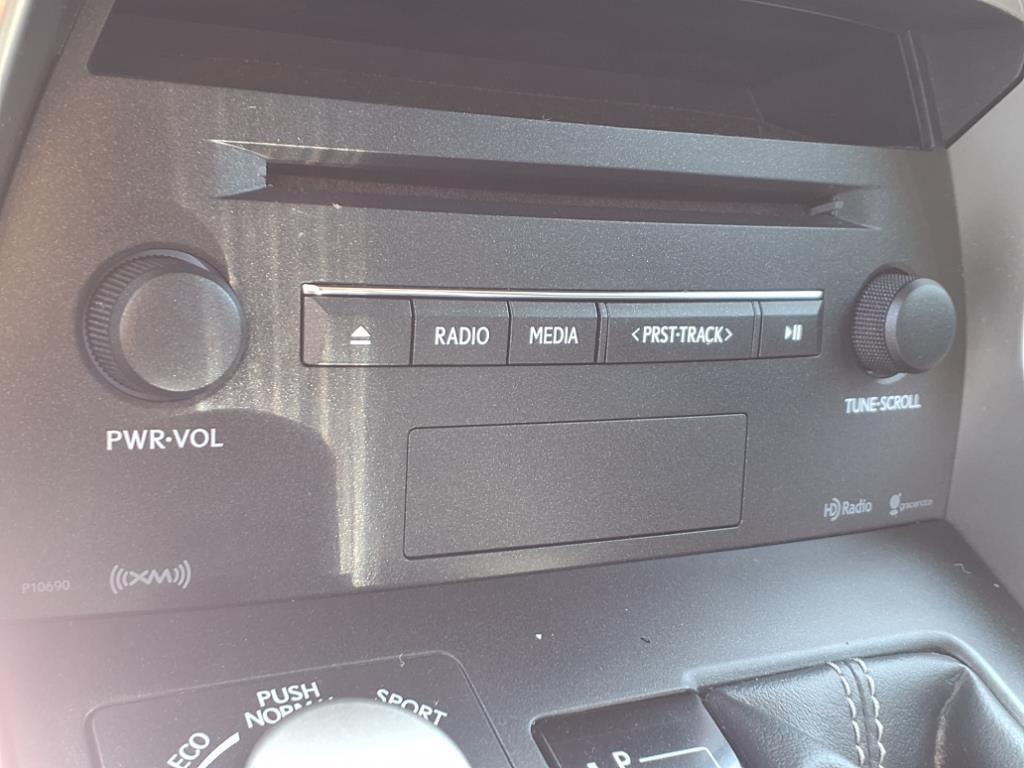 RADIO
MEDIA
<PRST·TRACK>
PWR·VOL
TUNE·SCROLL
HD Radio
gracenote
P10690
((XM))
PUSH
NORMAL
SPORT
ECO
P